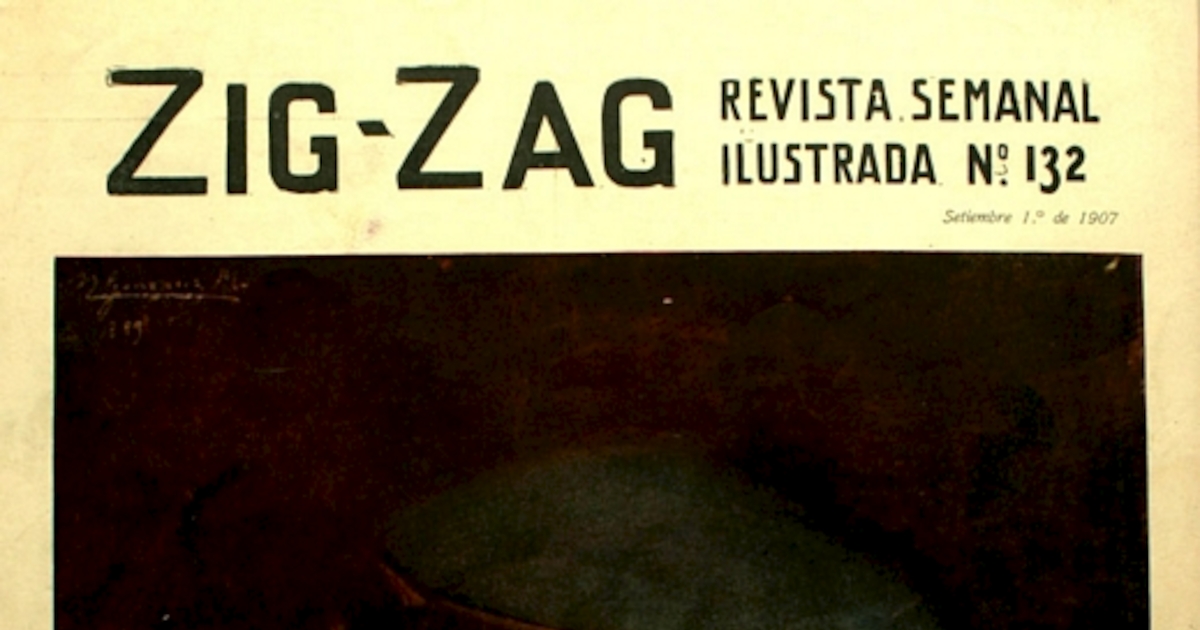 ZIG-ZAG
REVISTA SEMANAL
ILUSTRADA Nº 132
Setiembre 1.º de 1907